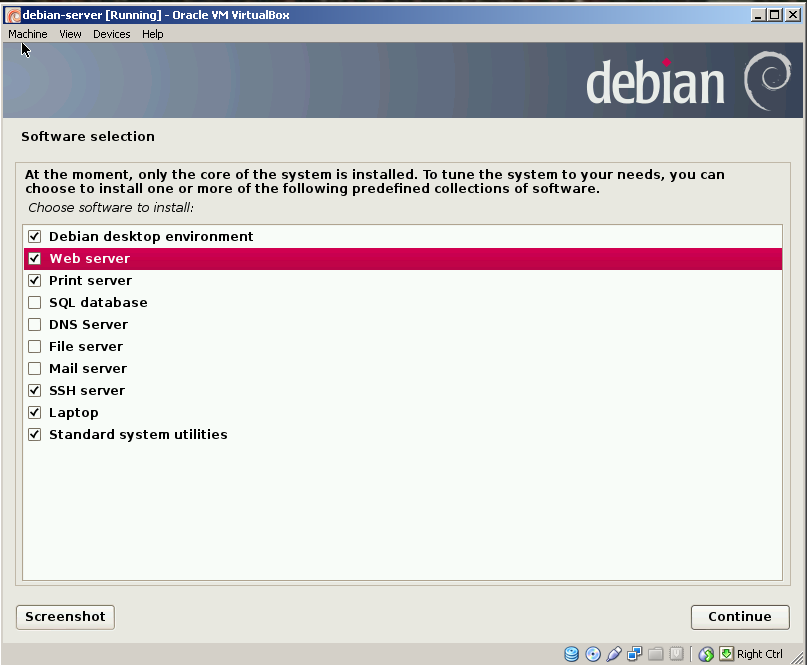 debian-server [Running] - Oracle VM VirtualBox
Machine View Devices Help
debian
Software selection
At the moment, only the core of the system is installed. To tune the system to your needs, you can
choose to install one or more of the following predefined collections of software.
Choose software to install:
Debian desktop environment
Web server
Print server
SQL database
DNS Server
File server
Mail server
SSH server
Laptop
Standard system utilities
Screenshot Continue
Right Ctrl